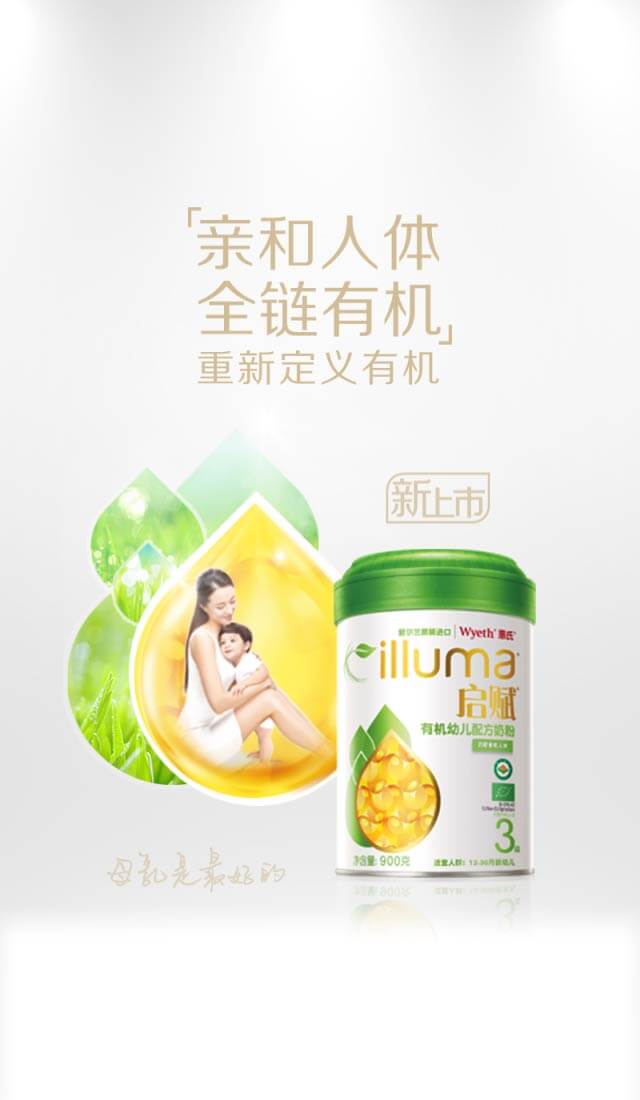 「亲和人体
全链有机」
重新定义有机
新上市
爱尔兰原装进口 Wyeth® 惠氏®
illuma®
启赋®
有机幼儿配方奶粉
3
净含量: 900克
适宜人群: 12-36月龄幼儿
母乳是最好的